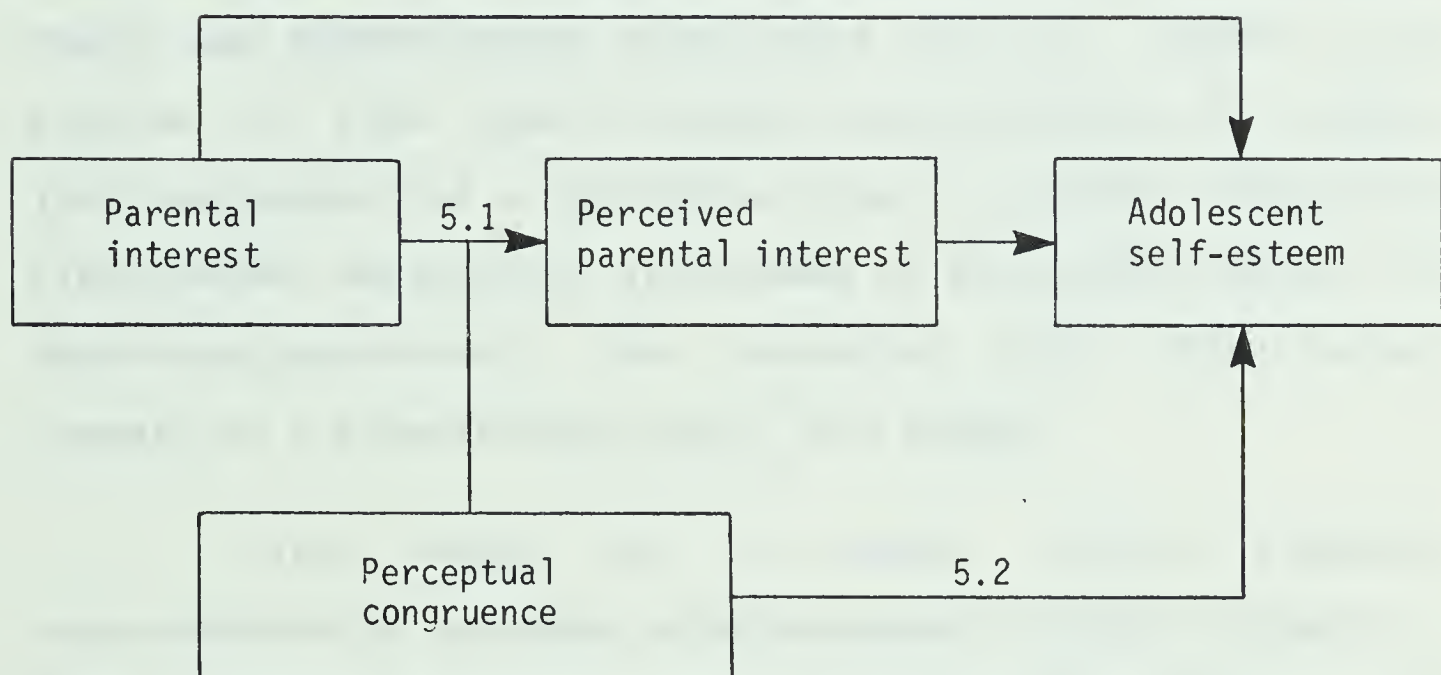 Parental
interest
5.1
Perceived
parental interest
Adolescent
self-esteem
Perceptual
congruence
5.2